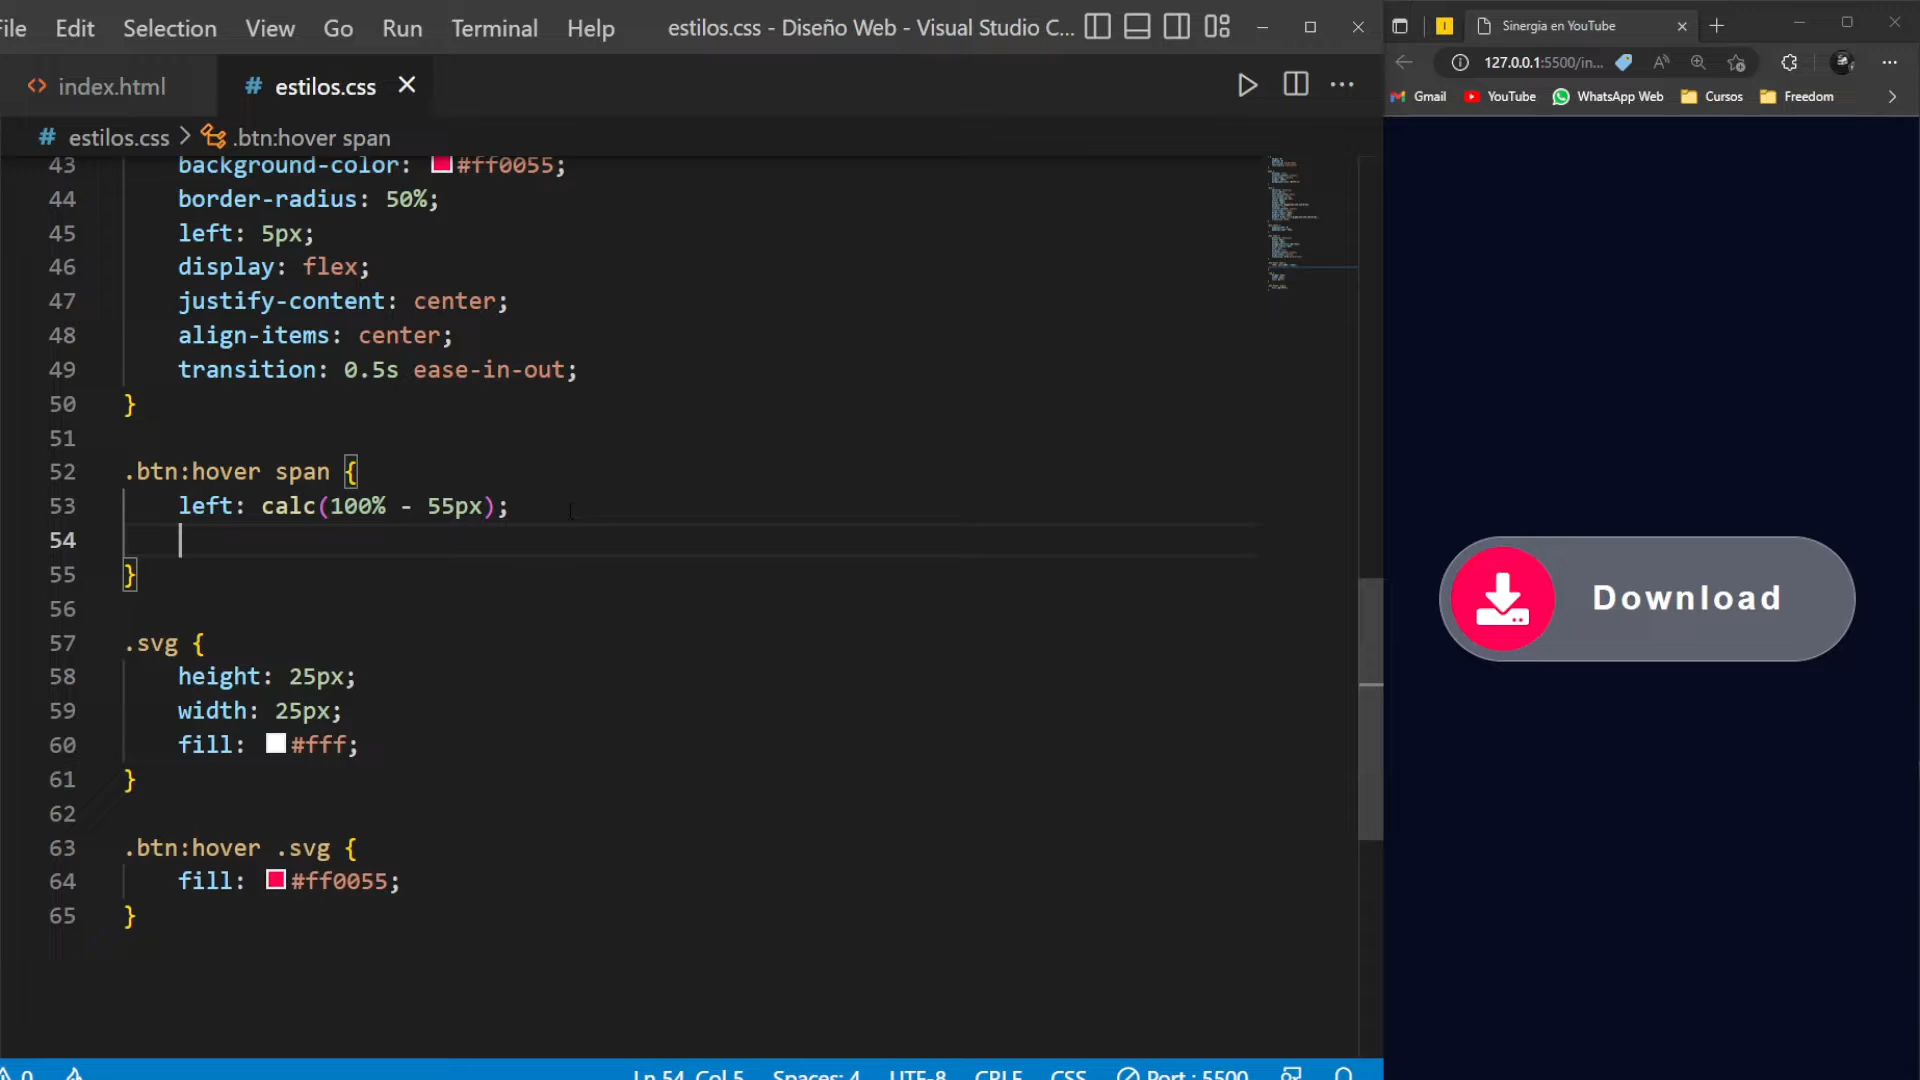 File Edit Selection View Go Run Terminal Help estilos.css - Diseño Web - Visual Studio C...
index.html estilos.css
estilos.css > .btn:hover span
43 background-color: #ff0055;
44 border-radius: 50%;
45 left: 5px;
46 display: flex;
47 justify-content: center;
48 align-items: center;
49 transition: 0.5s ease-in-out;
50 }
51
52 .btn:hover span {
53 left: calc(100% - 55px);
54
55 }
56
57 .svg {
58 height: 25px;
59 width: 25px;
60 fill: #fff;
61 }
62
63 .btn:hover .svg {
64 fill: #ff0055;
65 }
0 Ln 54, Col 5 Spaces: 4 UTF-8 CRLF CSS Port : 5500
Sinergia en YouTube
127.0.0.1:5500/in...
Gmail YouTube WhatsApp Web Cursos Freedom
Download